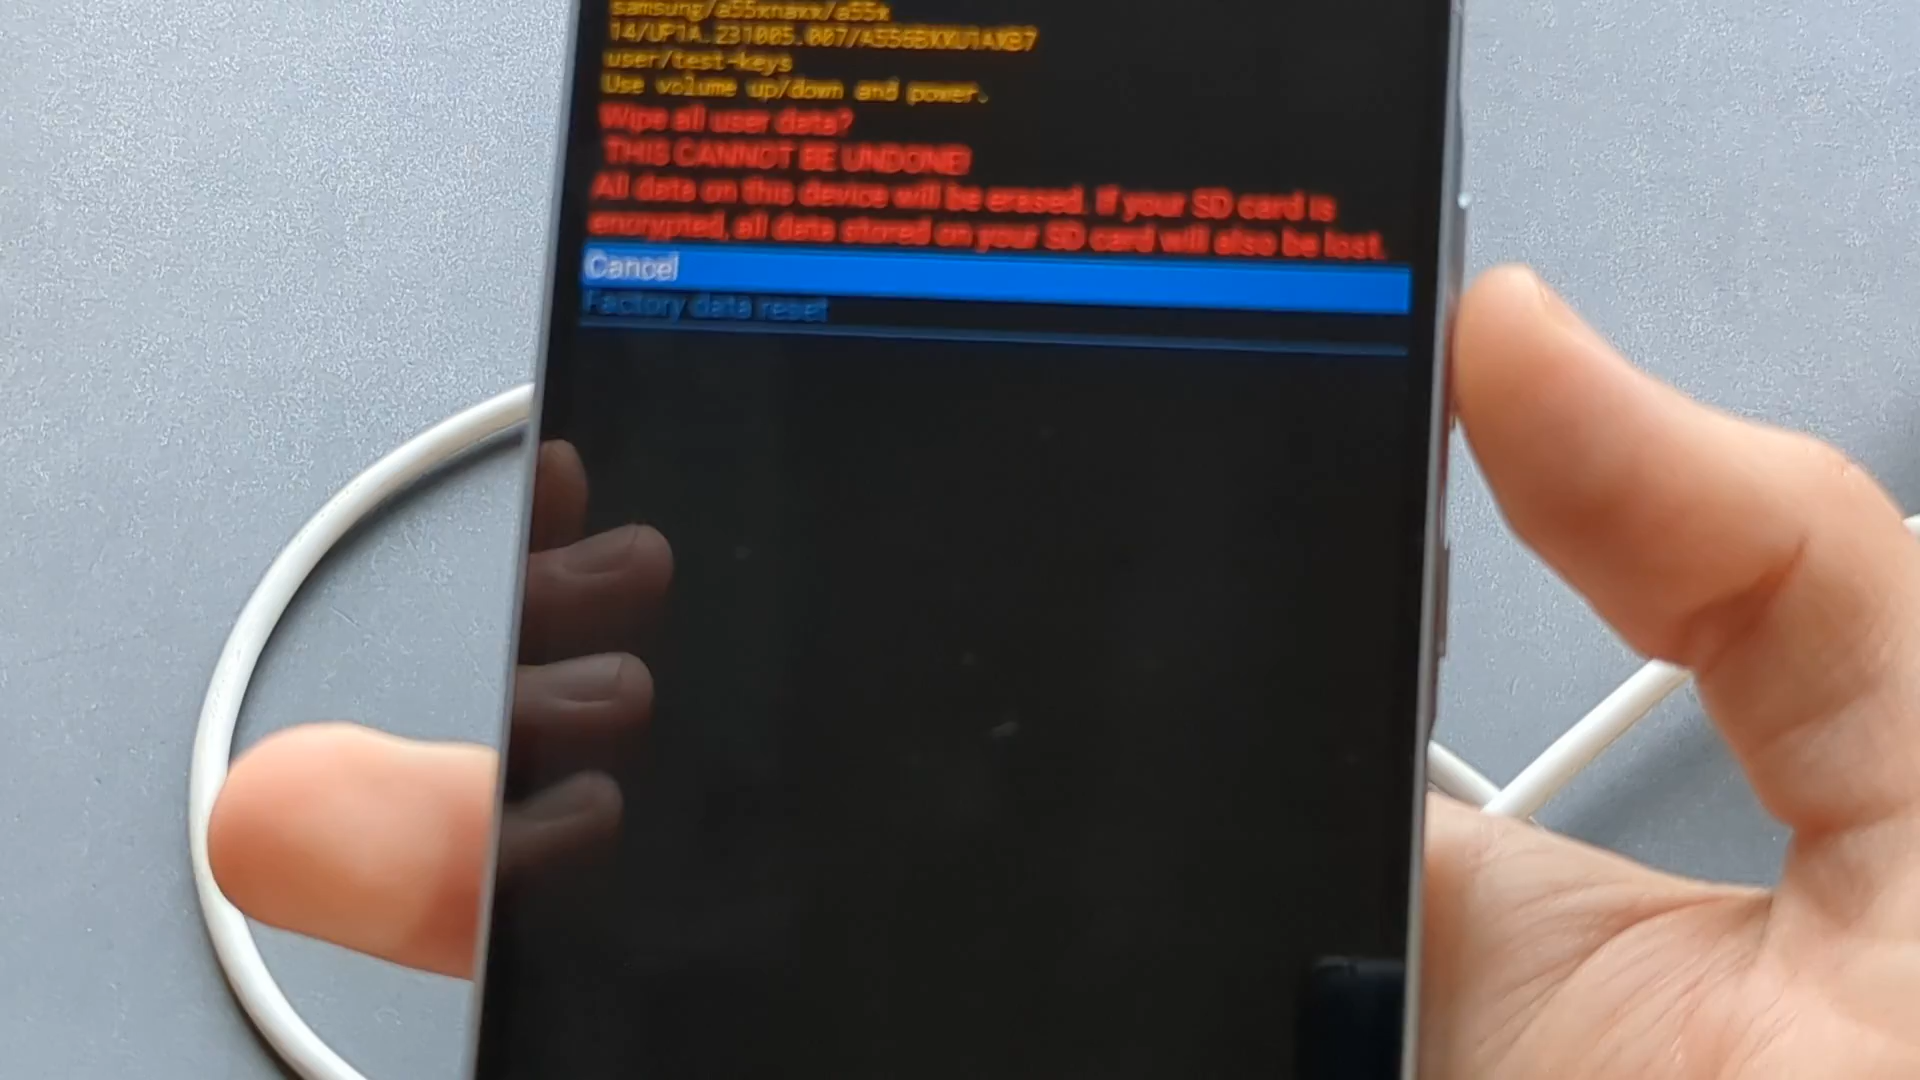 samsung/a55xnaxx/a55x
14/UP1A.231005.007/A556BXXU1AXB7
user/test-keys
Use volume up/down and power.
Wipe all user data?
THIS CANNOT BE UNDONE!
All data on this device will be erased. If your SD card is
encrypted, all data stored on your SD card will also be lost.
Cancel
Factory data reset